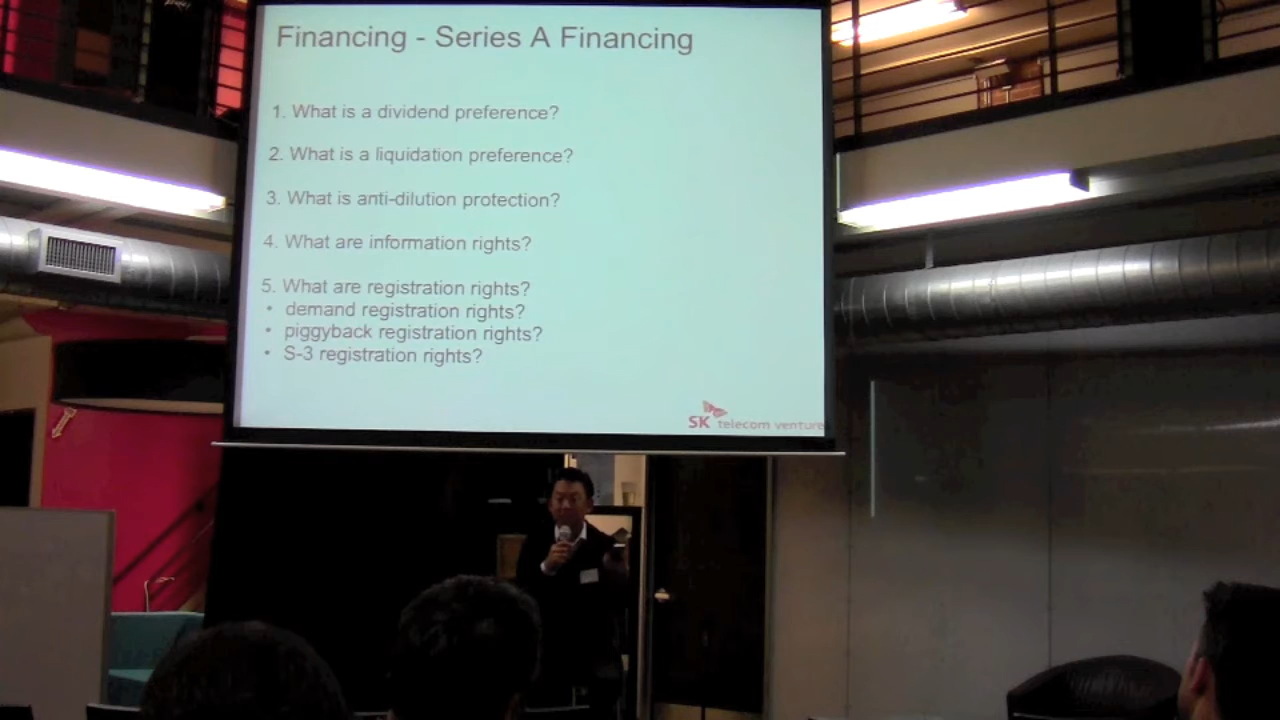 Financing - Series A Financing
1. What is a dividend preference?
2. What is a liquidation preference?
3. What is anti-dilution protection?
4. What are information rights?
5. What are registration rights?
• demand registration rights?
• piggyback registration rights?
• S-3 registration rights?
SK telecom venture